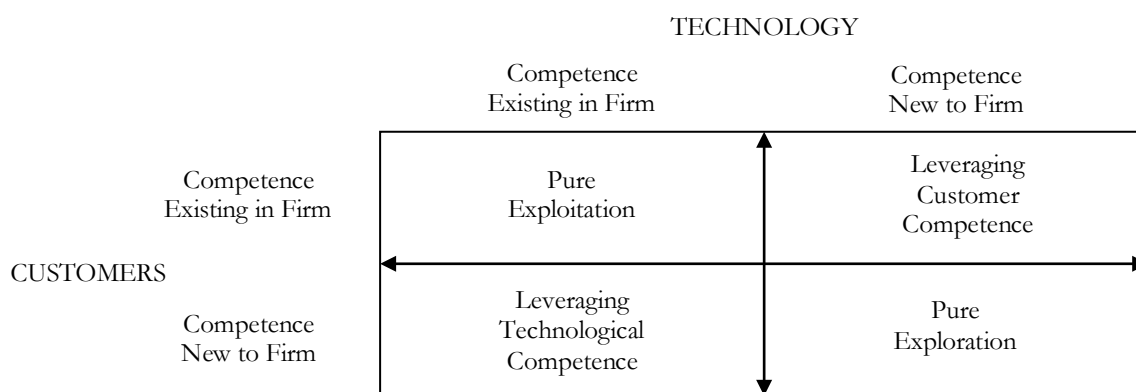 TECHNOLOGY
Competence
Existing in Firm
Competence
New to Firm
Competence
Existing in Firm
Pure
Exploitation
Leveraging
Customer
Competence
CUSTOMERS
Competence
New to Firm
Leveraging
Technological
Competence
Pure
Exploration